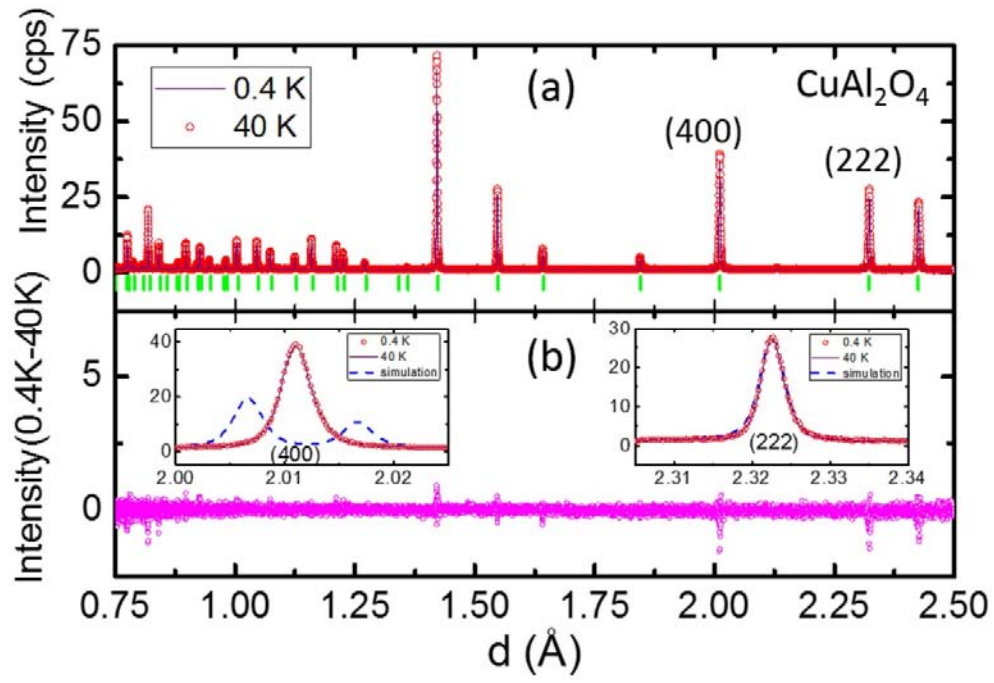 75
50
25
0
Intensity (cps)
0.4 K
40 K
(a)
CuAl₂O₄
(400)
(222)
Intensity(0.4K-40K)
5
0
(b)
40
20
0
0.4 K
40 K
simulation
(400)
2.00
2.01
2.02
30
20
10
0
0.4 K
40 K
simulation
(222)
2.31
2.32
2.33
2.34
0.75
1.00
1.25
1.50
1.75
2.00
2.25
2.50
d (Å)